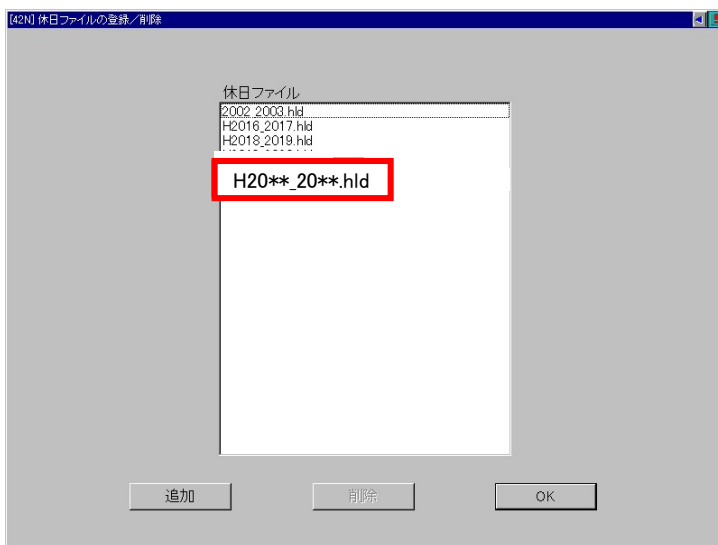 [42N] 休日ファイルの登録／削除
休日ファイル
2002_2003.hld
H2016_2017.hld
H2018_2019.hld
H20**_20**.hld
追加
削除
OK